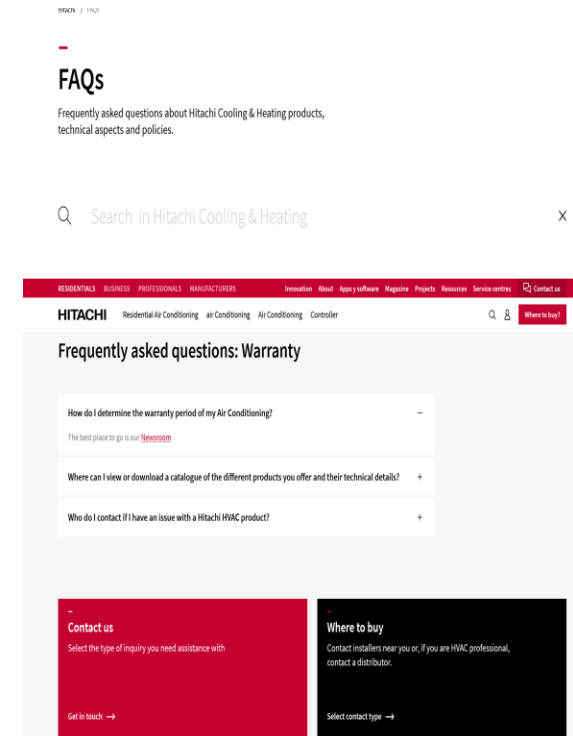 Hitachi / FAQs
FAQs
Frequently asked questions about Hitachi Cooling & Heating products,
technical aspects and policies.
Search in Hitachi Cooling & Heating X
RESIDENTIALS BUSINESS PROFESSIONALS MANUFACTURERS Innovation About Apps y software Magazine Projects Resources Service centres Contact us
HITACHI Residential Air Conditioning air Conditioning Air Conditioning Controller Where to buy?
Frequently asked questions: Warranty
How do I determine the warranty period of my Air Conditioning? −
The best place to go is our Newsroom
Where can I view or download a catalogue of the different products you offer and their technical details? +
Who do I contact if I have an issue with a Hitachi HVAC product? +
Contact us
Select the type of inquiry you need assistance with
Get in touch →
Where to buy
Contact installers near you or, if you are HVAC professional,
contact a distributor.
Select contact type →